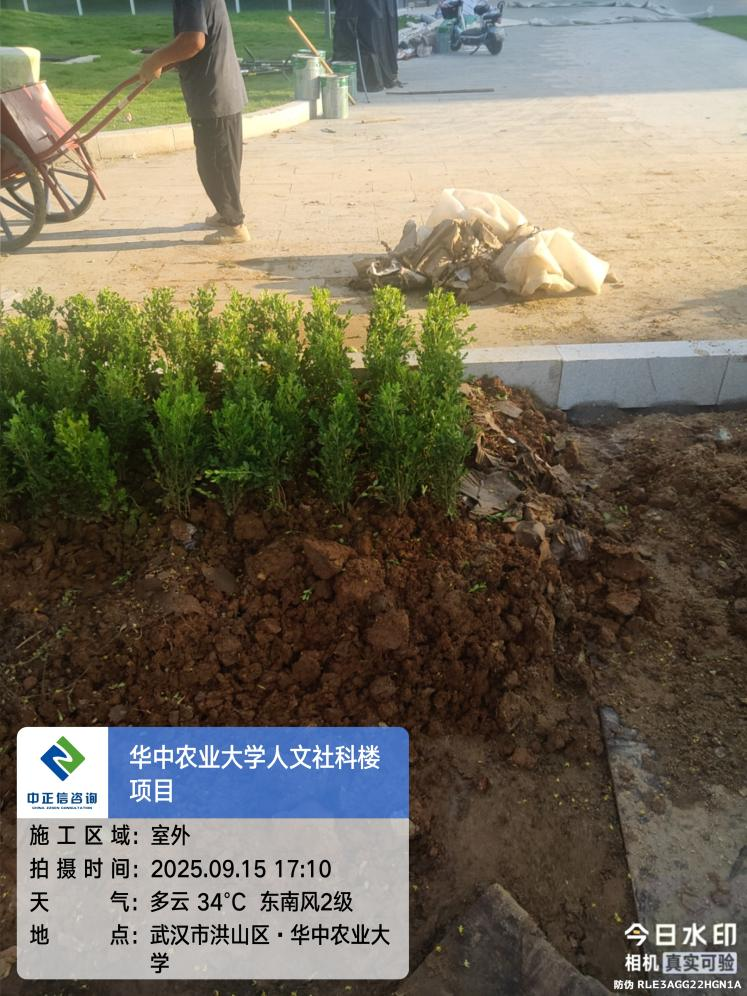 华中农业大学人文社科楼
项目
中正信咨询
CHINA ZIXIN CONSULTATION
施工区域：室外
拍摄时间：2025.09.15 17:10
天气：多云 34℃ 东南风2级
地点：武汉市洪山区·华中农业大
学
今日水印
相机 真实可验
防伪 RLE3AGG22HGN1A